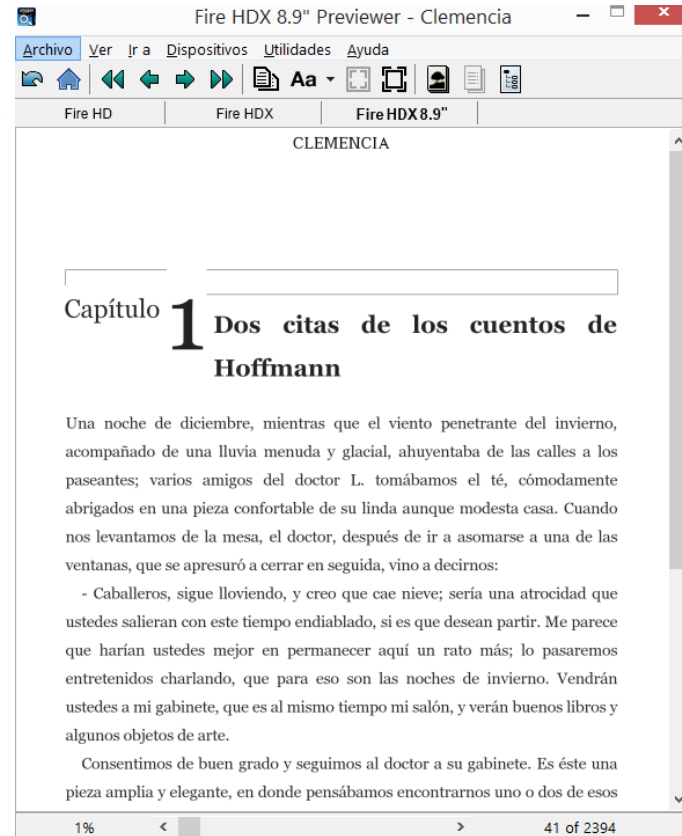 Fire HDX 8.9" Previewer - Clemencia
Archivo Ver Ir a Dispositivos Utilidades Ayuda
Aa
Fire HD Fire HDX Fire HDX 8.9"
CLEMENCIA
Capítulo 1 Dos citas de los cuentos de
Hoffmann
Una noche de diciembre, mientras que el viento penetrante del invierno,
acompañado de una lluvia menuda y glacial, ahuyentaba de las calles a los
paseantes; varios amigos del doctor L. tomábamos el té, cómodamente
abrigados en una pieza confortable de su linda aunque modesta casa. Cuando
nos levantamos de la mesa, el doctor, después de ir a asomarse a una de las
ventanas, que se apresuró a cerrar en seguida, vino a decirnos:
- Caballeros, sigue lloviendo, y creo que cae nieve; sería una atrocidad que
ustedes salieran con este tiempo endiablado, si es que desean partir. Me parece
que harían ustedes mejor en permanecer aquí un rato más; lo pasaremos
entretenidos charlando, que para eso son las noches de invierno. Vendrán
ustedes a mi gabinete, que es al mismo tiempo mi salón, y verán buenos libros y
algunos objetos de arte.
Consentimos de buen grado y seguimos al doctor a su gabinete. Es éste una
pieza amplia y elegante, en donde pensábamos encontrarnos uno o dos de esos
1% 41 of 2394